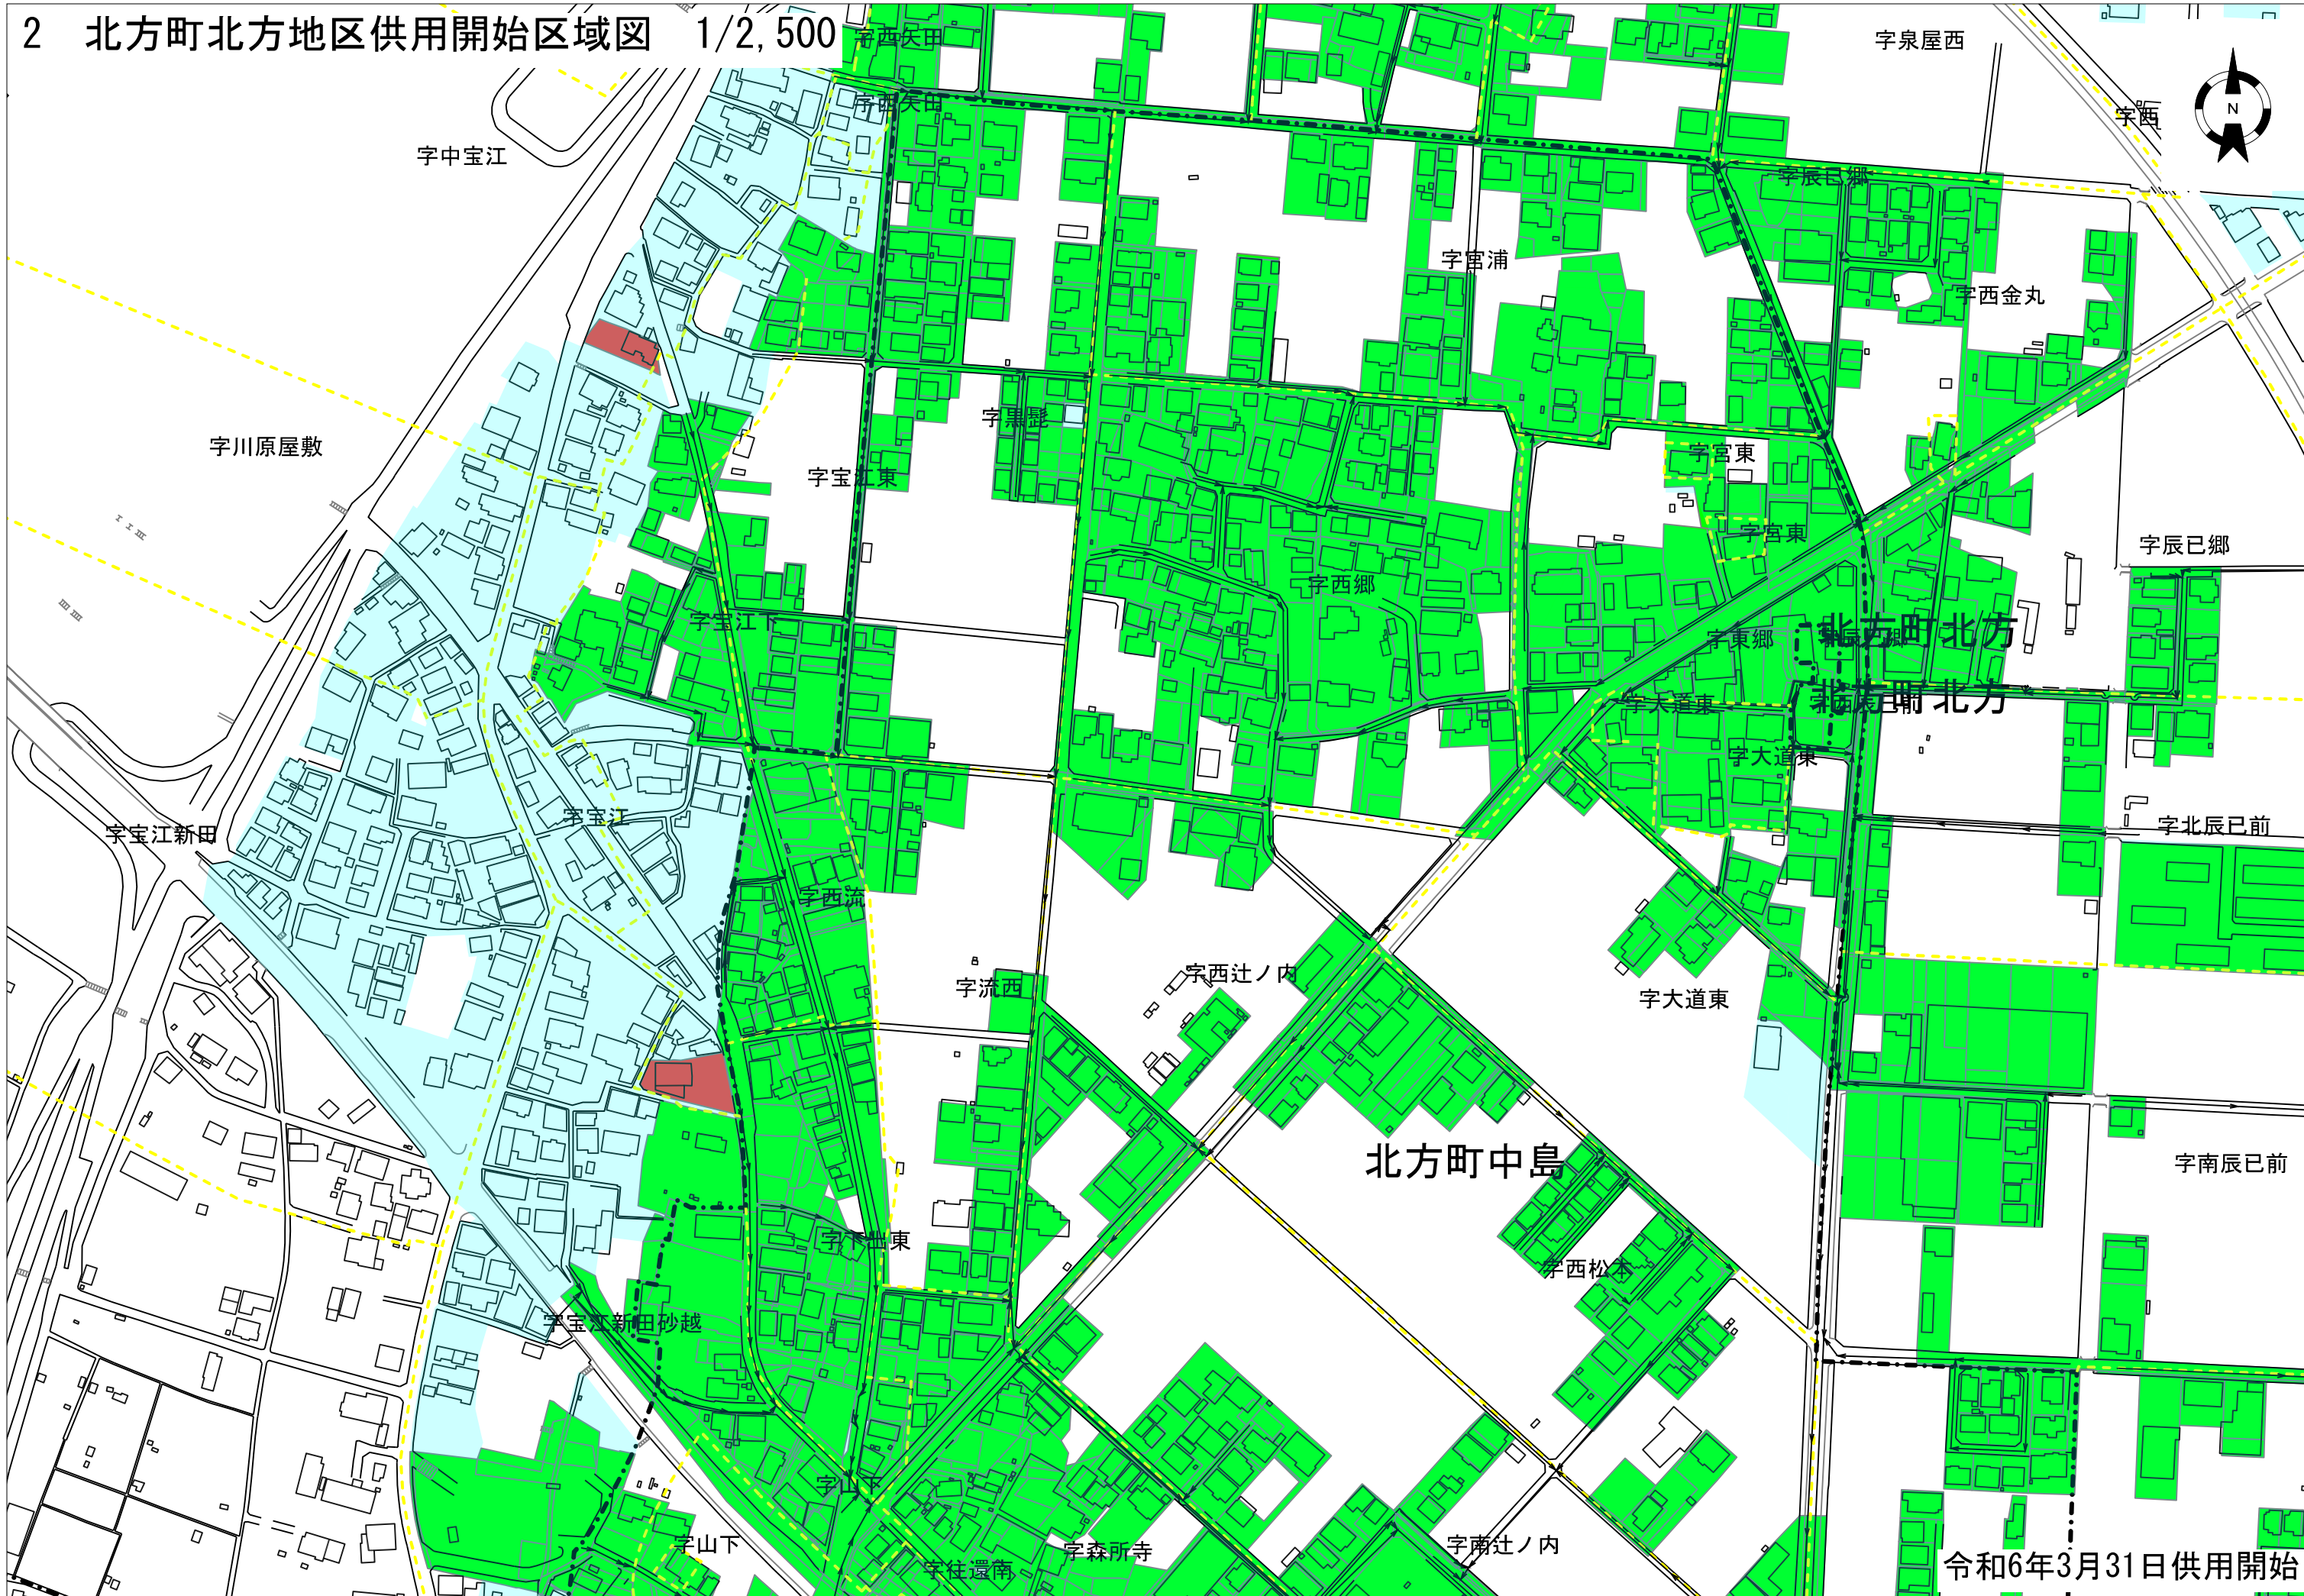 2　北方町北方地区供用開始区域図　1/2,500
字西矢田
字泉屋西
字西矢田
字西
N
字中宝江
字辰巳郷
字宮浦
字西金丸
字黒髭
字川原屋敷
字宮東
字宝江東
字宮東
字辰已郷
字西郷
字宝江下
字東郷
北方町北方
字大道東
北方町北方
字大道東
字宝江
字宝江新田
字北辰已前
字西流
字西辻ノ内
字流西
字大道東
北方町中島
字南辰已前
字下出東
字西松本
字宝江新田砂越
字山下
字山下
字森所寺
字南辻ノ内
字往還南
令和6年3月31日供用開始